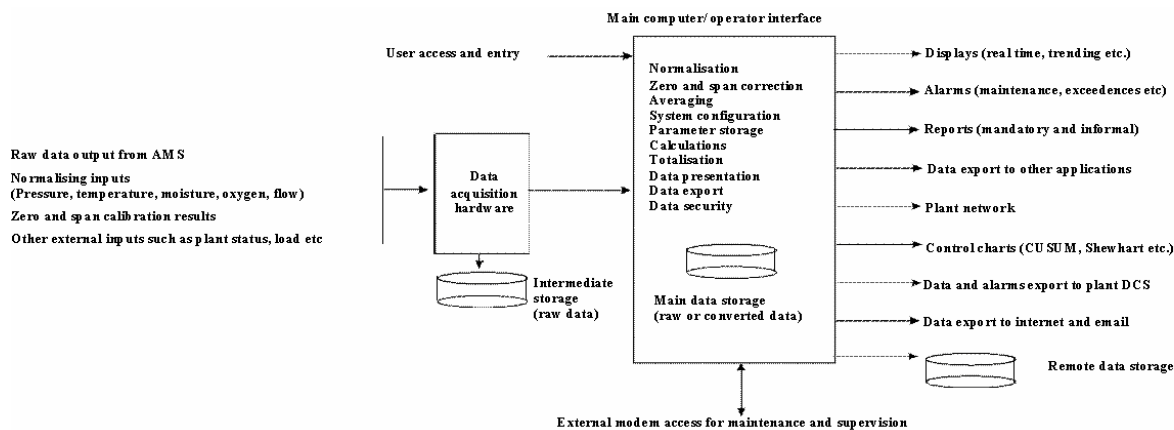 Main computer/ operator interface
User access and entry
Normalisation
Zero and span correction
Averaging
System configuration
Parameter storage
Calculations
Totalisation
Data presentation
Data export
Data security
Main data storage
(raw or converted data)
Raw data output from AMS
Normalising inputs
(Pressure, temperature, moisture, oxygen, flow)
Zero and span calibration results
Other external inputs such as plant status, load etc
Data
acquisition
hardware
Intermediate
storage
(raw data)
Displays (real time, trending etc.)
Alarms (maintenance, exceedences etc)
Reports (mandatory and informal)
Data export to other applications
Plant network
Control charts (CUSUM, Shewhart etc.)
Data and alarms export to plant DCS
Data export to internet and email
Remote data storage
External modem access for maintenance and supervision